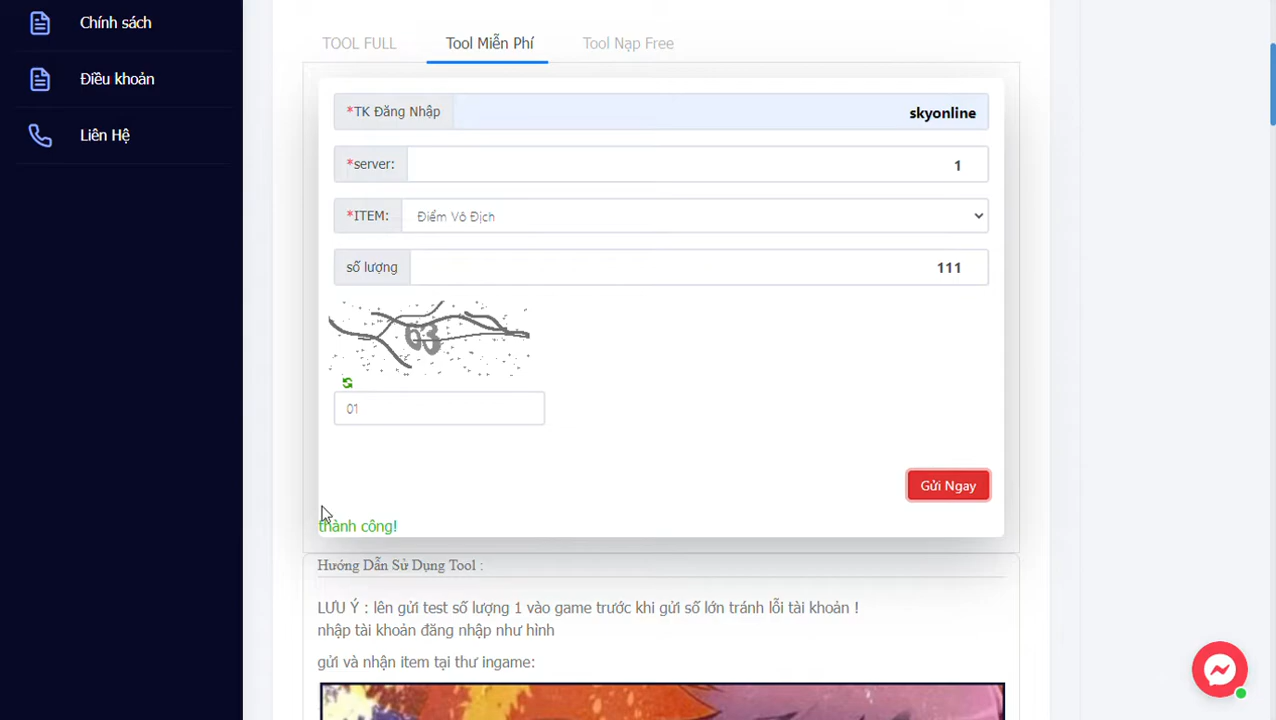 Chính sách
Điều khoản
Liên Hệ
TOOL FULL
Tool Miễn Phí
Tool Nạp Free
*TK Đăng Nhập
skyonline
*server:
1
*ITEM:
Điểm Vô Địch
số lượng
111
03
01
Gửi Ngay
thành công!
Hướng Dẫn Sử Dụng Tool :
LƯU Ý : lên gửi test số lượng 1 vào game trước khi gửi số lớn tránh lỗi tài khoản !
nhập tài khoản đăng nhập như hình
gửi và nhận item tại thư ingame: